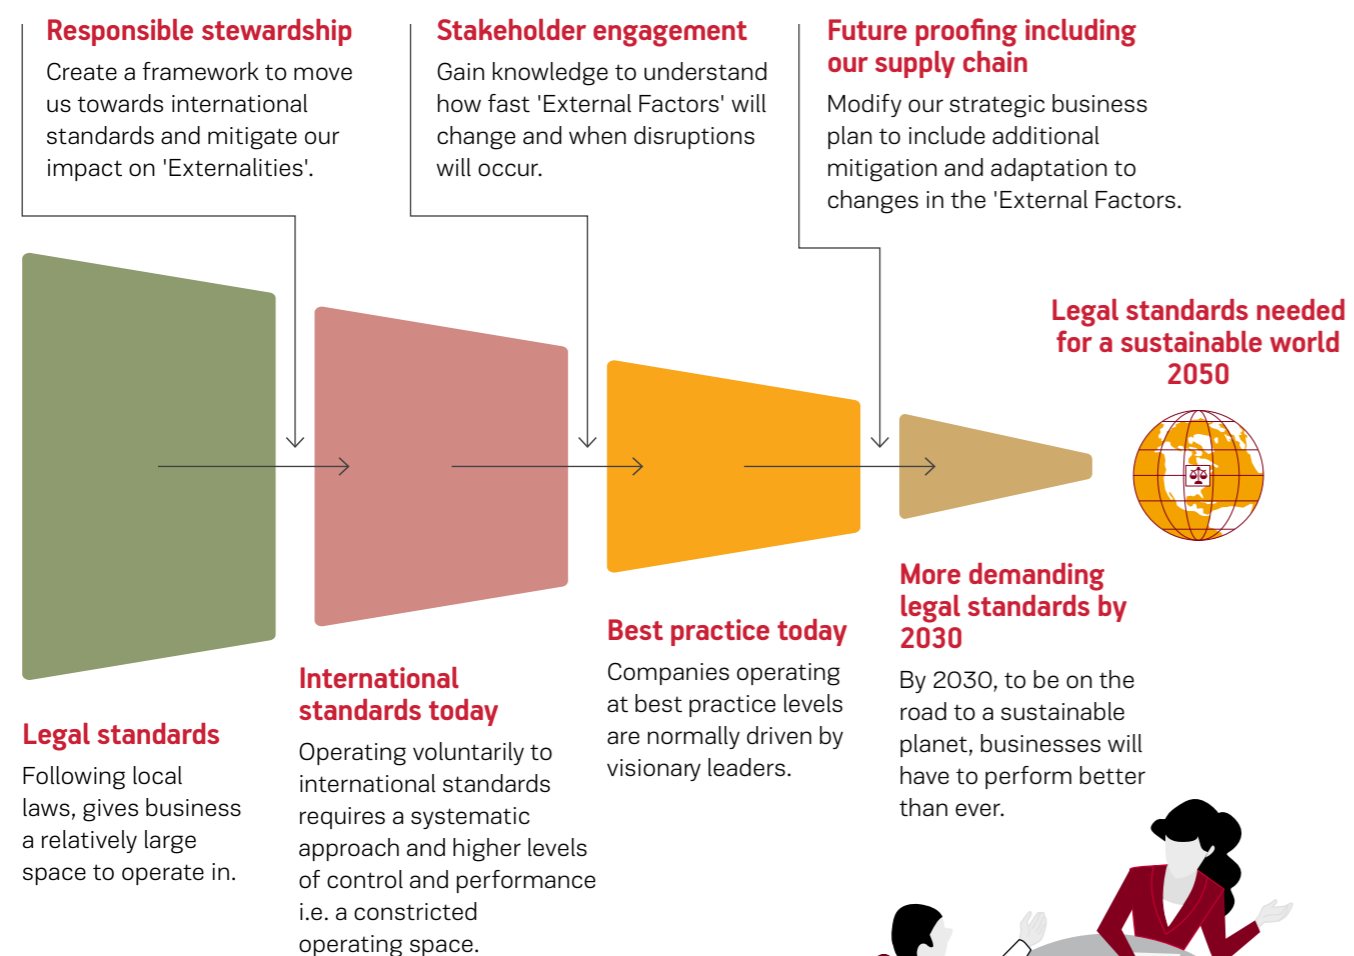 Responsible stewardship
Create a framework to move
us towards international
standards and mitigate our
impact on 'Externalities'.
Stakeholder engagement
Gain knowledge to understand
how fast 'External Factors' will
change and when disruptions
will occur.
Future proofing including
our supply chain
Modify our strategic business
plan to include additional
mitigation and adaptation to
changes in the 'External Factors.
Legal standards needed
for a sustainable world
2050
Legal standards
Following local
laws, gives business
a relatively large
space to operate in.
International
standards today
Operating voluntarily to
international standards
requires a systematic
approach and higher levels
of control and performance
i.e. a constricted
operating space.
Best practice today
Companies operating
at best practice levels
are normally driven by
visionary leaders.
More demanding
legal standards by
2030
By 2030, to be on the
road to a sustainable
planet, businesses will
have to perform better
than ever.